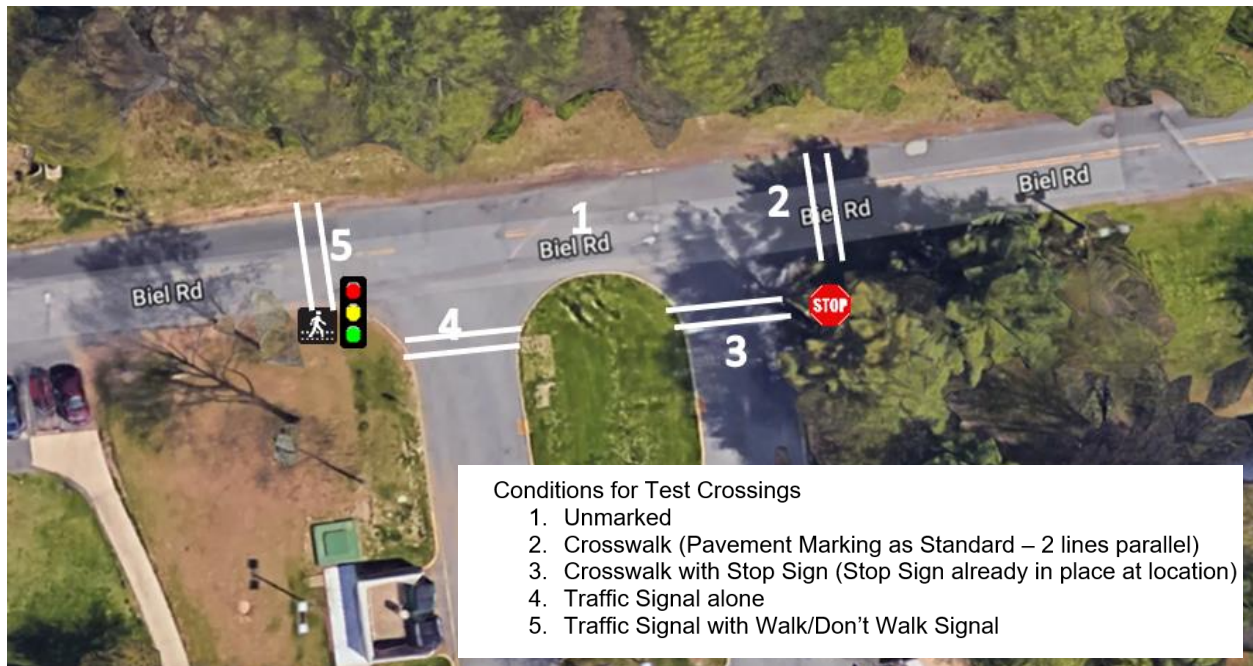 Biel Rd
2
Biel Rd
5
1
Biel Rd
Biel Rd
STOP
4
3
Conditions for Test Crossings
1. Unmarked
2. Crosswalk (Pavement Marking as Standard – 2 lines parallel)
3. Crosswalk with Stop Sign (Stop Sign already in place at location)
4. Traffic Signal alone
5. Traffic Signal with Walk/Don’t Walk Signal